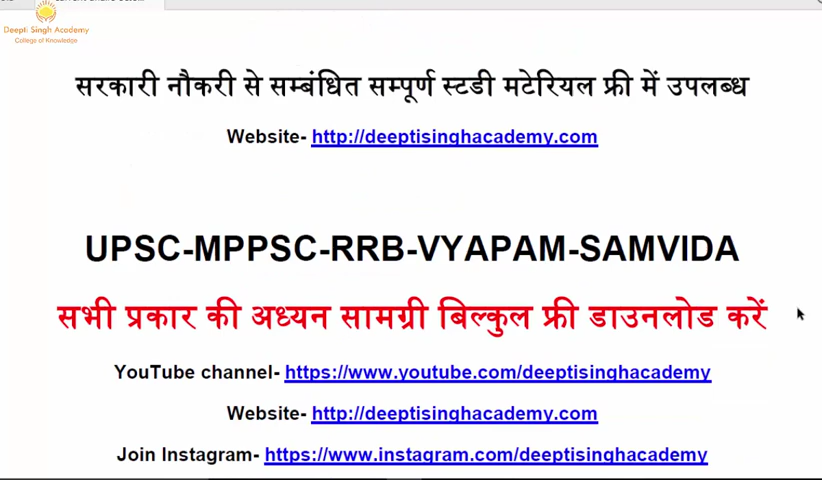 Deepti Singh Academy
College of Knowledge
सरकारी नौकरी से सम्बंधित सम्पूर्ण स्टडी मटेरियल फ्री में उपलब्ध
Website- http://deeptisinghacademy.com
UPSC-MPPSC-RRB-VYAPAM-SAMVIDA
सभी प्रकार की अध्यन सामग्री बिल्कुल फ्री डाउनलोड करें
YouTube channel- https://www.youtube.com/deeptisinghacademy
Website- http://deeptisinghacademy.com
Join Instagram- https://www.instagram.com/deeptisinghacademy